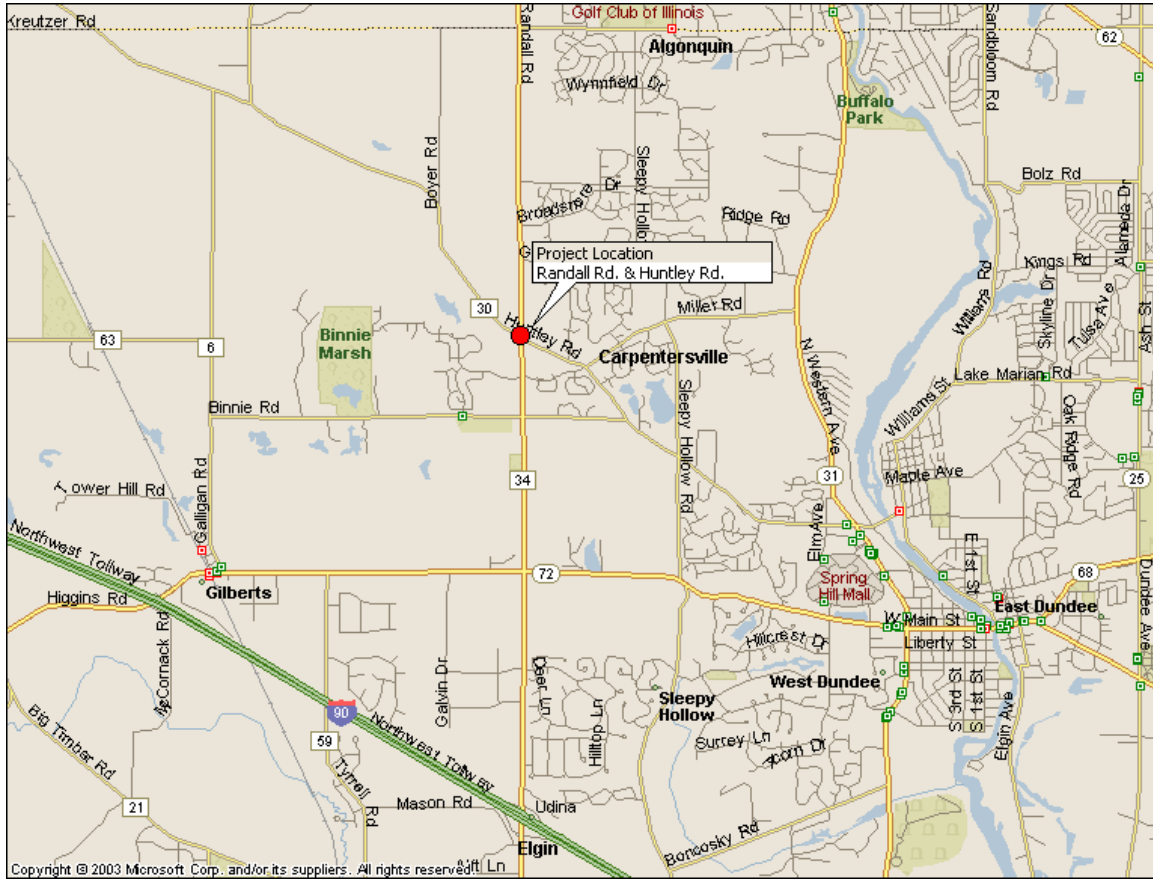 Kreutzer Rd
Randall Rd
Golf Club of Illinois
Algonquin
Sandbloom Rd
62
Wynnfield Dr
Buffalo
Park
Boyer Rd
Sleepy Hollo
Broadsmore Dr
Ridge Rd
Bolz Rd
Alameda Dr
G
Project Location
Randall Rd. & Huntley Rd.
Kings Rd
Williams Rd
Skyline Dr
Tulsa Ave
Ash St
30
Miller Rd
Huntley Rd
63
6
Binnie
Marsh
Carpentersville
N Western Ave
Lake Marian Rd
Williams St
Binnie Rd
Sleepy Hollow Rd
Oak Ridge Rd
Maple Ave
34
31
25
Tower Hill Rd
Galligan Rd
Northwest Tollway
Elm Ave
E 1st St
72
68
Spring
Hill Mall
Gilberts
Higgins Rd
East Dundee
Dundee Ave
W Main St
Liberty St
Hillcrest Dr
McCornack Rd
Galvin Dr
Deer Ln
Hilltop Ln
Sleepy
Hollow
West Dundee
S 3rd St
S 1st St
Elgin Ave
90
Northwest Tollway
59
Surrey Ln
Acorn Dr
Big Timber Rd
Tyrrell Rd
21
Mason Rd
Udina
Elgin
Boncosky Rd
Copyright © 2003 Microsoft Corp. and/or its suppliers. All rights reserved.